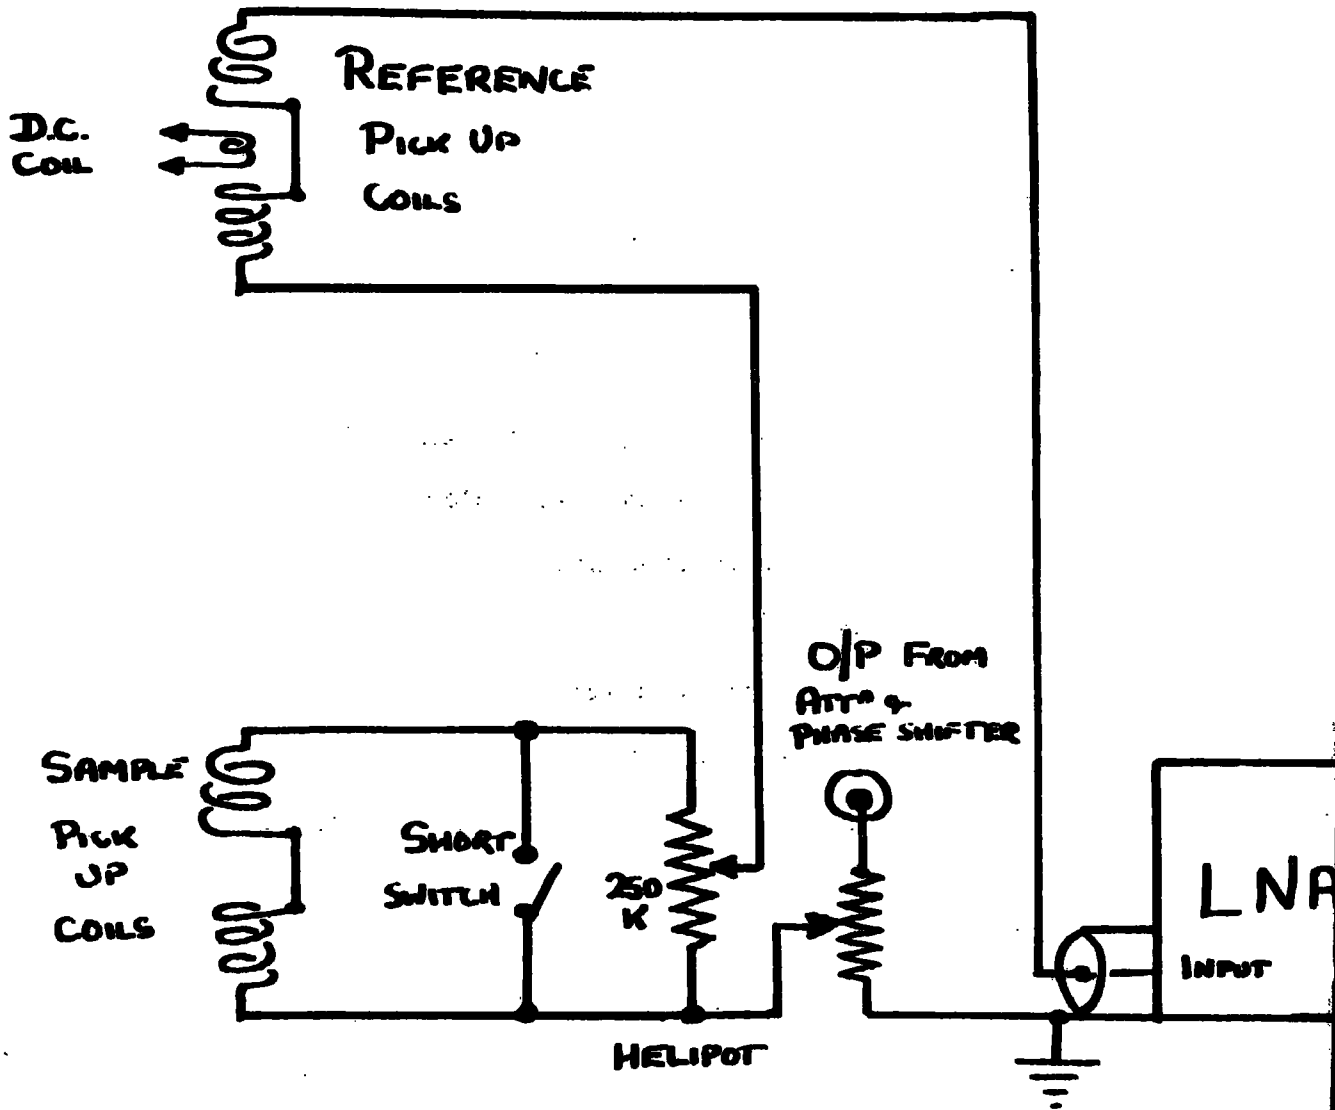 REFERENCE
PICK UP
COILS
D.C.
COIL
O/P FROM
ATTN &
PHASE SHIFTER
SAMPLE
PICK
UP
COILS
SHORT
SWITCH
250
K
HELIPOT
LNA
INPUT